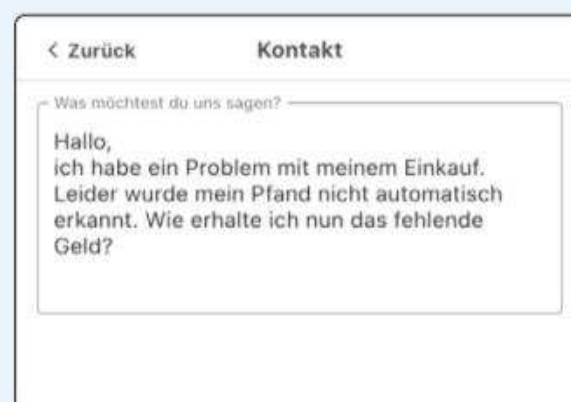 < Zurück
Kontakt
Was möchtest du uns sagen?
Hallo,
ich habe ein Problem mit meinem Einkauf.
Leider wurde mein Pfand nicht automatisch
erkannt. Wie erhalte ich nun das fehlende
Geld?